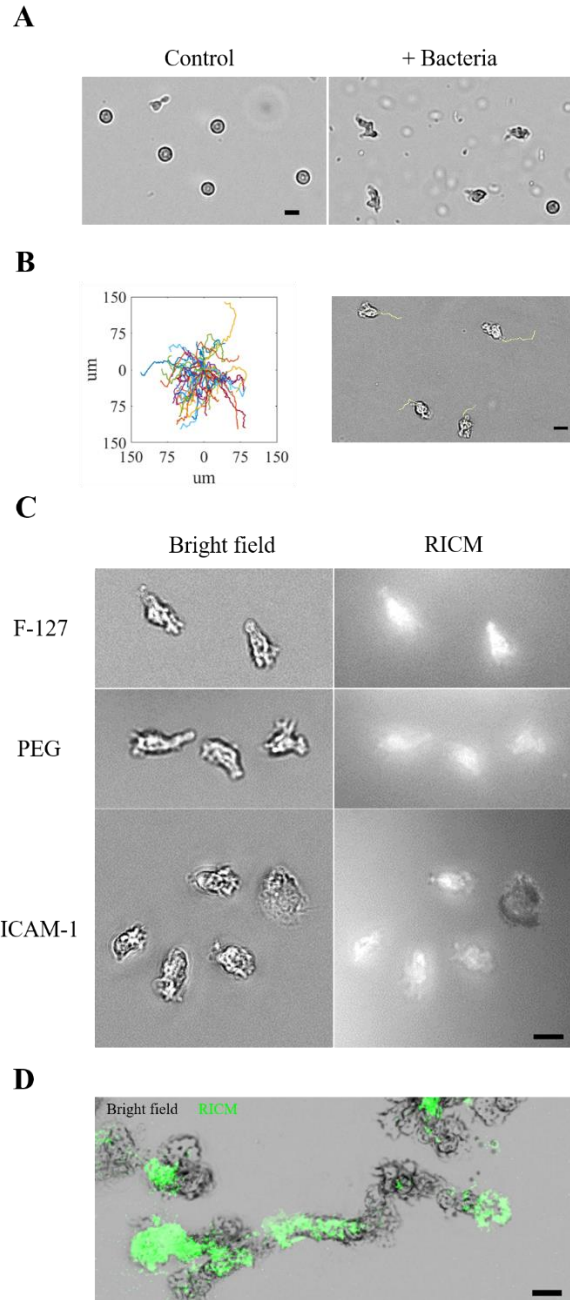 A
Control + Bacteria
B
150
75
um 0
75
150
150 75 0 75 150
um
C
Bright field RICM
F-127
PEG
ICAM-1
D
Bright field RICM